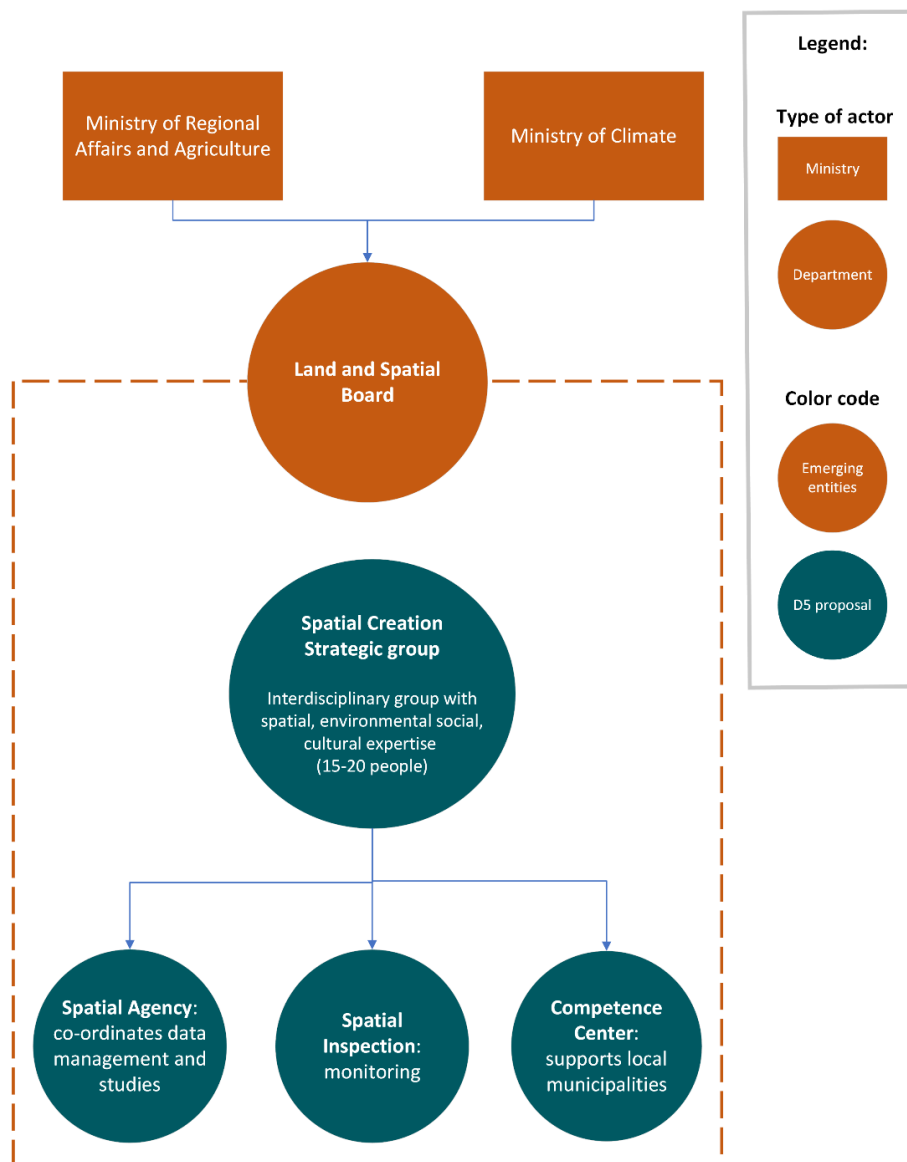 Ministry of Regional
Affairs and Agriculture
Ministry of Climate
Land and Spatial
Board
Spatial Creation
Strategic group
Interdisciplinary group with
spatial, environmental social,
cultural expertise
(15-20 people)
Spatial Agency:
co-ordinates data
management and
studies
Spatial
Inspection:
monitoring
Competence
Center:
supports local
municipalities
Legend:
Type of actor
Ministry
Department
Color code
Emerging
entities
D5 proposal